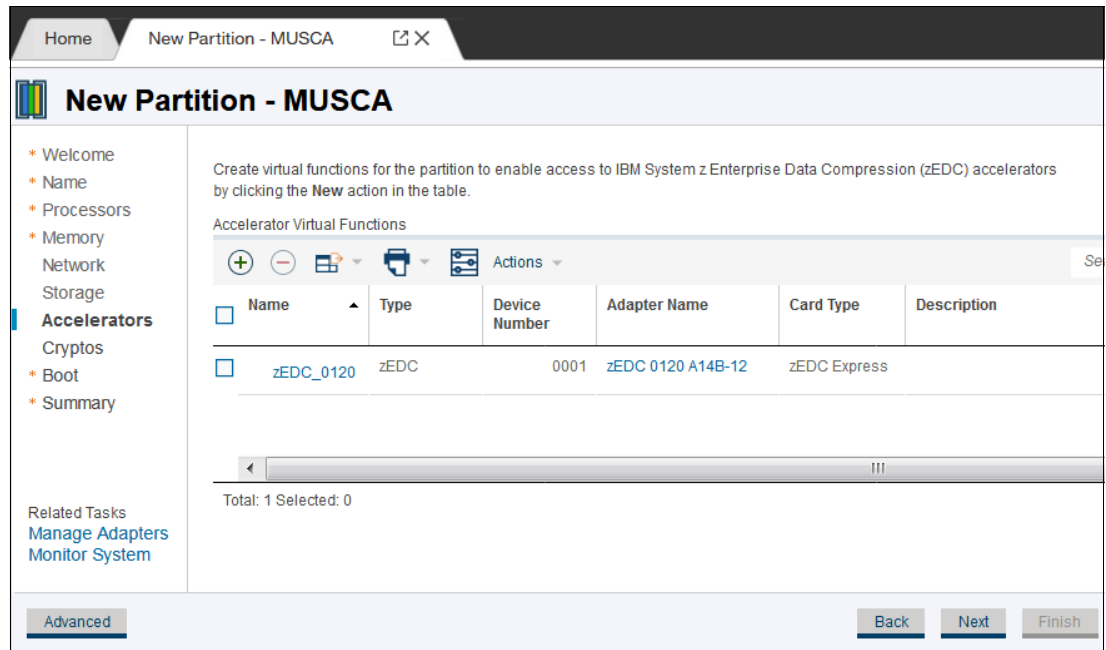 Home
New Partition - MUSCA
New Partition - MUSCA
* Welcome
* Name
* Processors
* Memory
Network
Storage
Accelerators
Cryptos
* Boot
* Summary
Related Tasks
Manage Adapters
Monitor System
Create virtual functions for the partition to enable access to IBM System z Enterprise Data Compression (zEDC) accelerators
by clicking the New action in the table.
Accelerator Virtual Functions
Actions
Name Type Device Number Adapter Name Card Type Description
zEDC_0120 zEDC 0001 zEDC 0120 A14B-12 zEDC Express
Total: 1 Selected: 0
Advanced
Back Next Finish